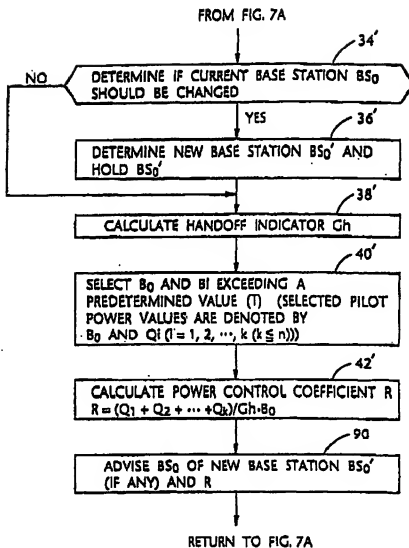 FROM FIG. 7A
34'
NO
DETERMINE IF CURRENT BASE STATION BS₀
SHOULD BE CHANGED
YES
36'
DETERMINE NEW BASE STATION BS₀' AND
HOLD BS₀'
38'
CALCULATE HANDOFF INDICATOR Gh
40'
SELECT B₀ AND Bi EXCEEDING A
PREDETERMINED VALUE (T) (SELECTED PILOT
POWER VALUES ARE DENOTED BY
B₀ AND Qi (i = 1, 2, ···, k (k ≦ n)))
42'
CALCULATE POWER CONTROL COEFFICIENT R
R = (Q₁ + Q₂ + ··· +Qk)/Gh·B₀
90
ADVISE BS₀ OF NEW BASE STATION BS₀'
(IF ANY) AND R
RETURN TO FIG. 7A